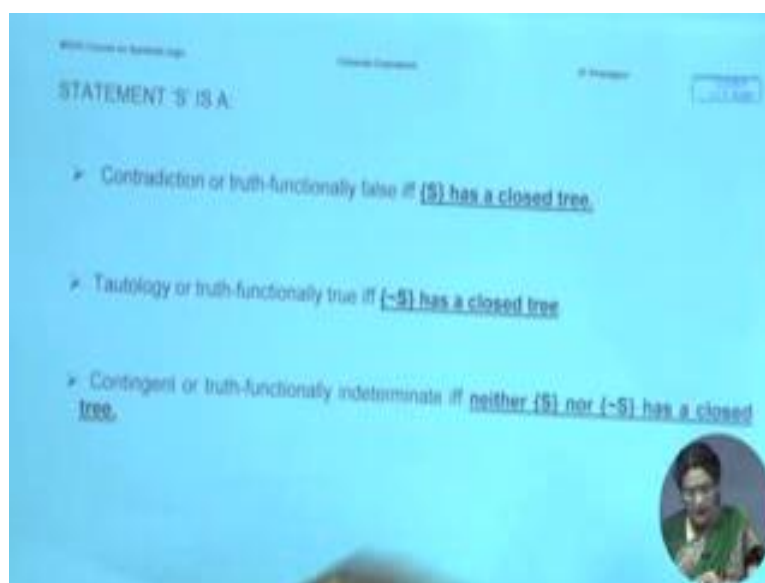 STATEMENT 'S' IS A:
➢ Contradiction or truth-functionally false iff {S} has a closed tree.
➢ Tautology or truth-functionally true iff {~S} has a closed tree
➢ Contingent or truth-functionally indeterminate iff neither {S} nor {~S} has a closed
tree.